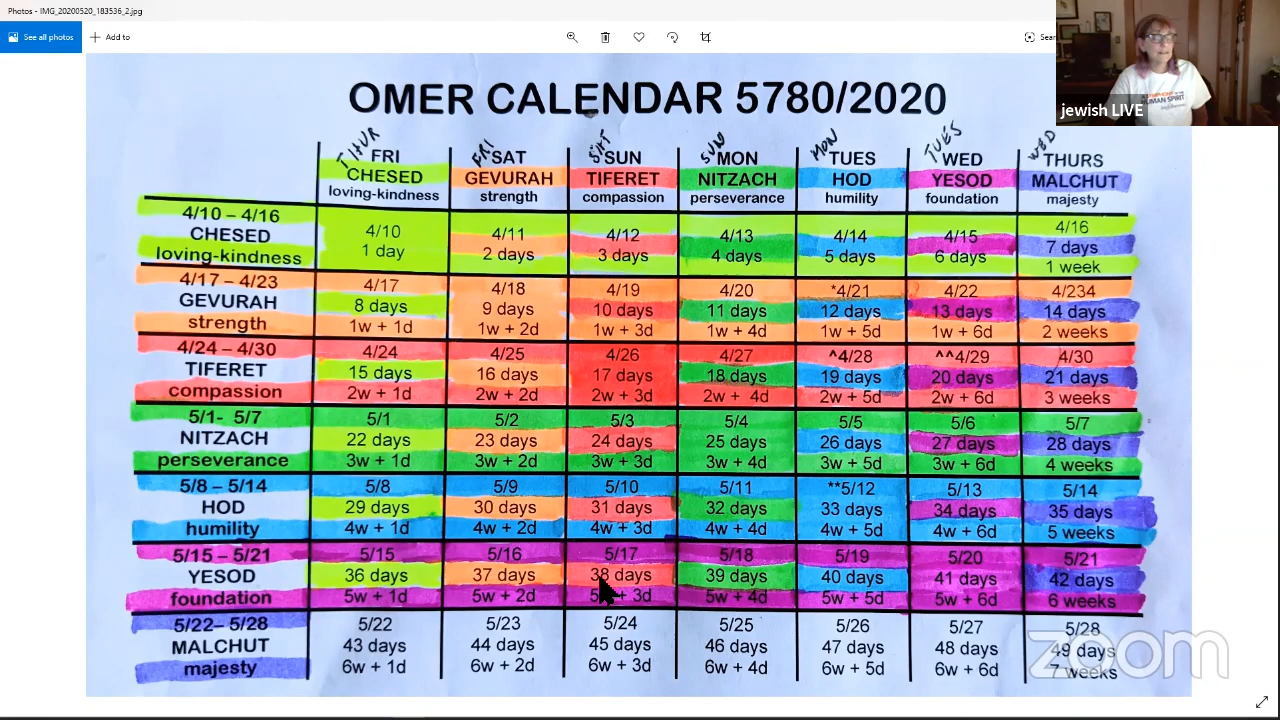 Photos - IMG_20200520_183536_2.jpg
See all photos
Add to
Sear
jewish LIVE
OMER CALENDAR 5780/2020
THUR FRI SAT SUN MON TUES WED
FRI SAT SUN MON TUES WED THURS
CHESED GEVURAH TIFERET NITZACH HOD YESOD MALCHUT
loving-kindness strength compassion perseverance humility foundation majesty
4/10 – 4/16 4/10 4/11 4/12 4/13 4/14 4/15 4/16
CHESED 1 day 2 days 3 days 4 days 5 days 6 days 7 days
loving-kindness 1 week
4/17 – 4/23 4/17 4/18 4/19 4/20 *4/21 4/22 4/234
GEVURAH 8 days 9 days 10 days 11 days 12 days 13 days 14 days
strength 1w + 1d 1w + 2d 1w + 3d 1w + 4d 1w + 5d 1w + 6d 2 weeks
4/24 – 4/30 4/24 4/25 4/26 4/27 ^4/28 ^^4/29 4/30
TIFERET 15 days 16 days 17 days 18 days 19 days 20 days 21 days
compassion 2w + 1d 2w + 2d 2w + 3d 2w + 4d 2w + 5d 2w + 6d 3 weeks
5/1- 5/7 5/1 5/2 5/3 5/4 5/5 5/6 5/7
NITZACH 22 days 23 days 24 days 25 days 26 days 27 days 28 days
perseverance 3w + 1d 3w + 2d 3w + 3d 3w + 4d 3w + 5d 3w + 6d 4 weeks
5/8 – 5/14 5/8 5/9 5/10 5/11 **5/12 5/13 5/14
HOD 29 days 30 days 31 days 32 days 33 days 34 days 35 days
humility 4w + 1d 4w + 2d 4w + 3d 4w + 4d 4w + 5d 4w + 6d 5 weeks
5/15 – 5/21 5/15 5/16 5/17 5/18 5/19 5/20 5/21
YESOD 36 days 37 days 38 days 39 days 40 days 41 days 42 days
foundation 5w + 1d 5w + 2d 5w + 3d 5w + 4d 5w + 5d 5w + 6d 6 weeks
5/22– 5/28 5/22 5/23 5/24 5/25 5/26 5/27 5/28
MALCHUT 43 days 44 days 45 days 46 days 47 days 48 days 49 days
majesty 6w + 1d 6w + 2d 6w + 3d 6w + 4d 6w + 5d 6w + 6d 7 weeks
zoom